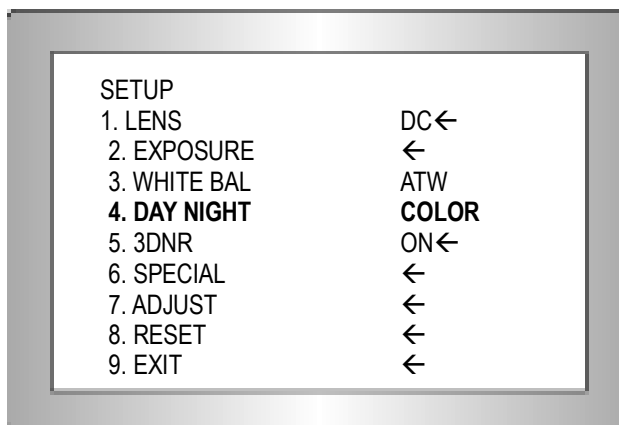 SETUP
1. LENS DC←
2. EXPOSURE ←
3. WHITE BAL ATW
4. DAY NIGHT COLOR
5. 3DNR ON←
6. SPECIAL ←
7. ADJUST ←
8. RESET ←
9. EXIT ←